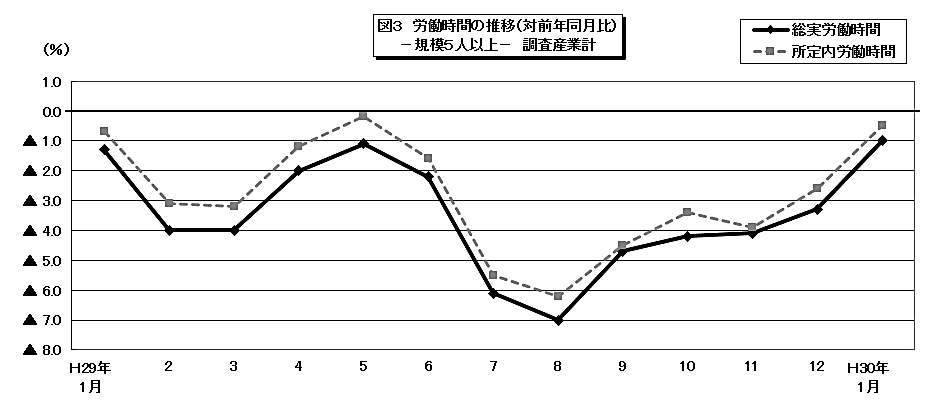 図3 労働時間の推移(対前年同月比)
－規模5人以上－ 調査産業計
総実労働時間
所定内労働時間
(%)
1.0
0.0
▲ 1.0
▲ 2.0
▲ 3.0
▲ 4.0
▲ 5.0
▲ 6.0
▲ 7.0
▲ 8.0
H29年 2 3 4 5 6 7 8 9 10 11 12 H30年
1月 1月